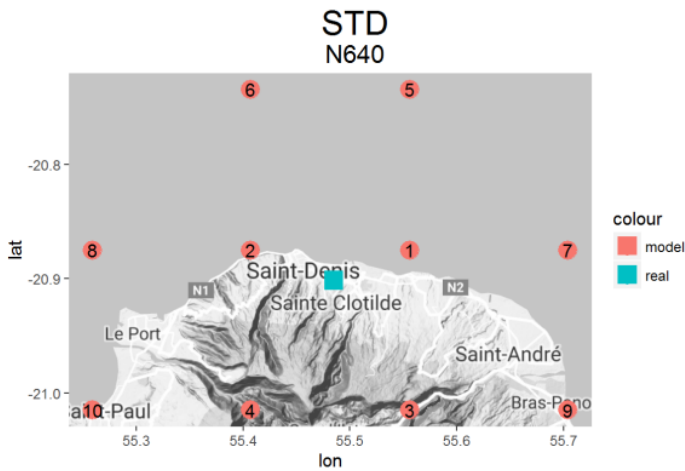 STD
N640
6 5
-20.8
lat
8 2 1 7
colour
model
real
-20.9
Saint-Denis
N1 N2
Sainte Clotilde
Le Port
Saint-André
-21.0
10 -Paul 4 3 Bras- 9
55.3 55.4 55.5 55.6 55.7
lon